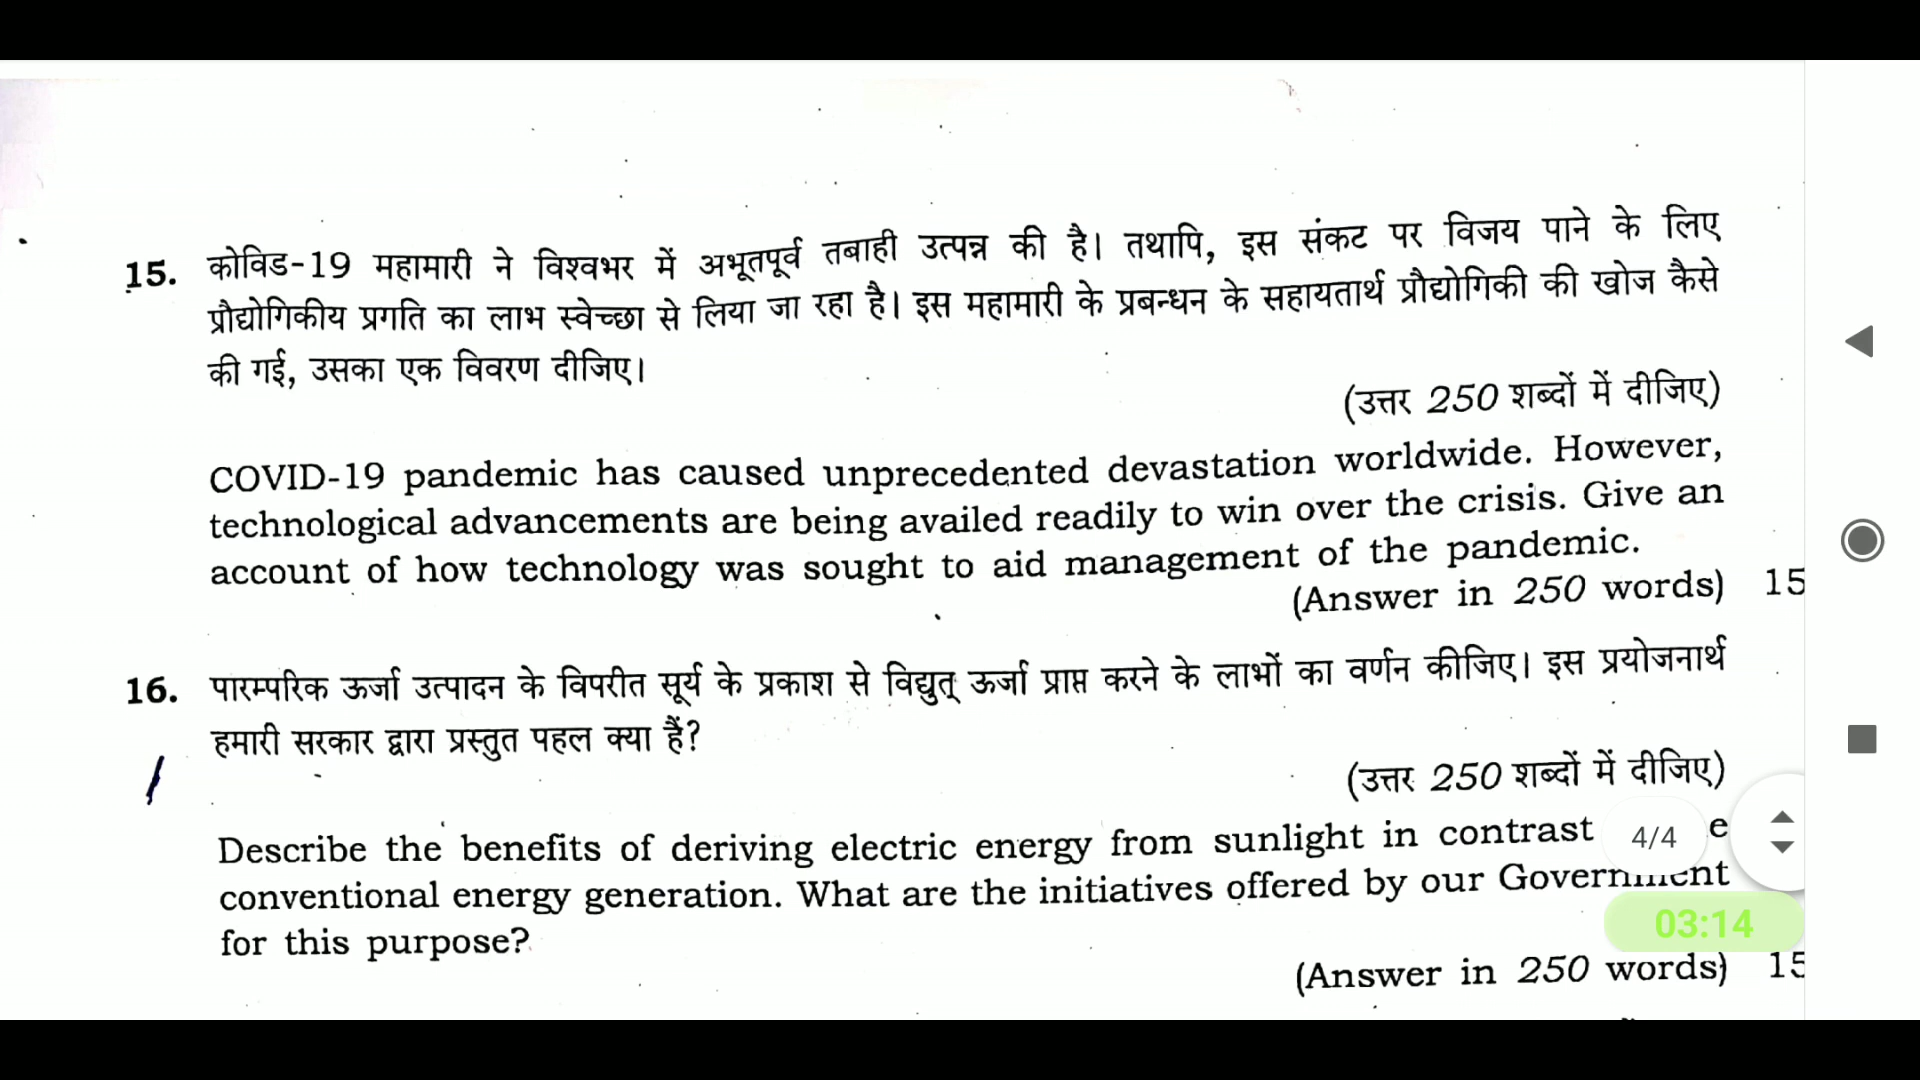 15. कोविड-19 महामारी ने विश्वभर में अभूतपूर्व तबाही उत्पन्न की है। तथापि, इस संकट पर विजय पाने के लिए
प्रौद्योगिकीय प्रगति का लाभ स्वेच्छा से लिया जा रहा है। इस महामारी के प्रबन्धन के सहायतार्थ प्रौद्योगिकी की खोज कैसे
की गई, उसका एक विवरण दीजिए।
(उत्तर 250 शब्दों में दीजिए)
COVID-19 pandemic has caused unprecedented devastation worldwide. However,
technological advancements are being availed readily to win over the crisis. Give an
account of how technology was sought to aid management of the pandemic.
(Answer in 250 words) 15
16. पारम्परिक ऊर्जा उत्पादन के विपरीत सूर्य के प्रकाश से विद्युत् ऊर्जा प्राप्त करने के लाभों का वर्णन कीजिए। इस प्रयोजनार्थ
हमारी सरकार द्वारा प्रस्तुत पहल क्या हैं?
(उत्तर 250 शब्दों में दीजिए)
Describe the benefits of deriving electric energy from sunlight in contrast
4/4
conventional energy generation. What are the initiatives offered by our Government
03:14
for this purpose?
(Answer in 250 words) 15